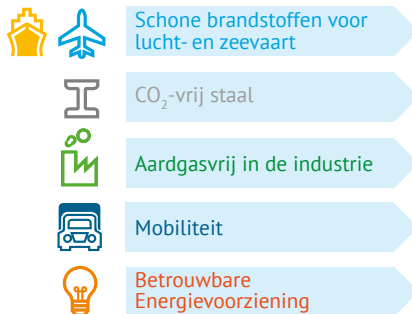 Schone brandstoffen voor
lucht- en zeevaart
CO₂-vrij staal
Aardgasvrij in de industrie
Mobiliteit
Betrouwbare
Energievoorziening